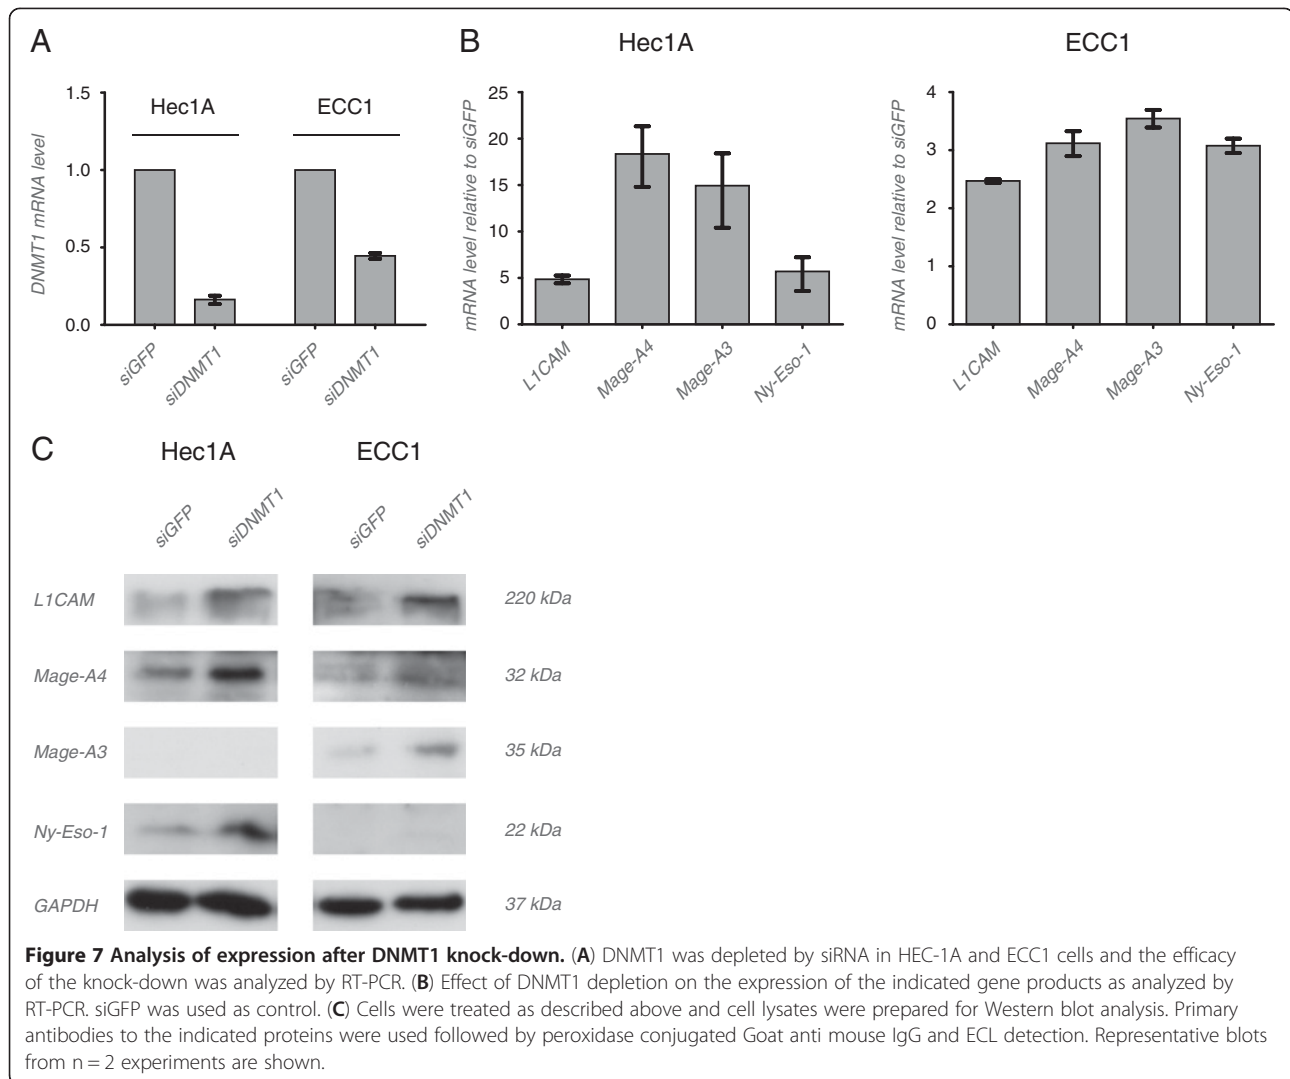 A
Hec1A
ECC1
DNMT1 mRNA level
1.5
1.0
0.5
0.0
siGFP
siDNMT1
siGFP
siDNMT1
B
Hec1A
mRNA level relative to siGFP
25
20
15
10
5
0
L1CAM
Mage-A4
Mage-A3
Ny-Eso-1
ECC1
mRNA level relative to siGFP
4
3
2
1
0
L1CAM
Mage-A4
Mage-A3
Ny-Eso-1
C
Hec1A
ECC1
siGFP
siDNMT1
siGFP
siDNMT1
L1CAM
220 kDa
Mage-A4
32 kDa
Mage-A3
35 kDa
Ny-Eso-1
22 kDa
GAPDH
37 kDa
Figure 7 Analysis of expression after DNMT1 knock-down. (A) DNMT1 was depleted by siRNA in HEC-1A and ECC1 cells and the efficacy
of the knock-down was analyzed by RT-PCR. (B) Effect of DNMT1 depletion on the expression of the indicated gene products as analyzed by
RT-PCR. siGFP was used as control. (C) Cells were treated as described above and cell lysates were prepared for Western blot analysis. Primary
antibodies to the indicated proteins were used followed by peroxidase conjugated Goat anti mouse IgG and ECL detection. Representative blots
from n = 2 experiments are shown.